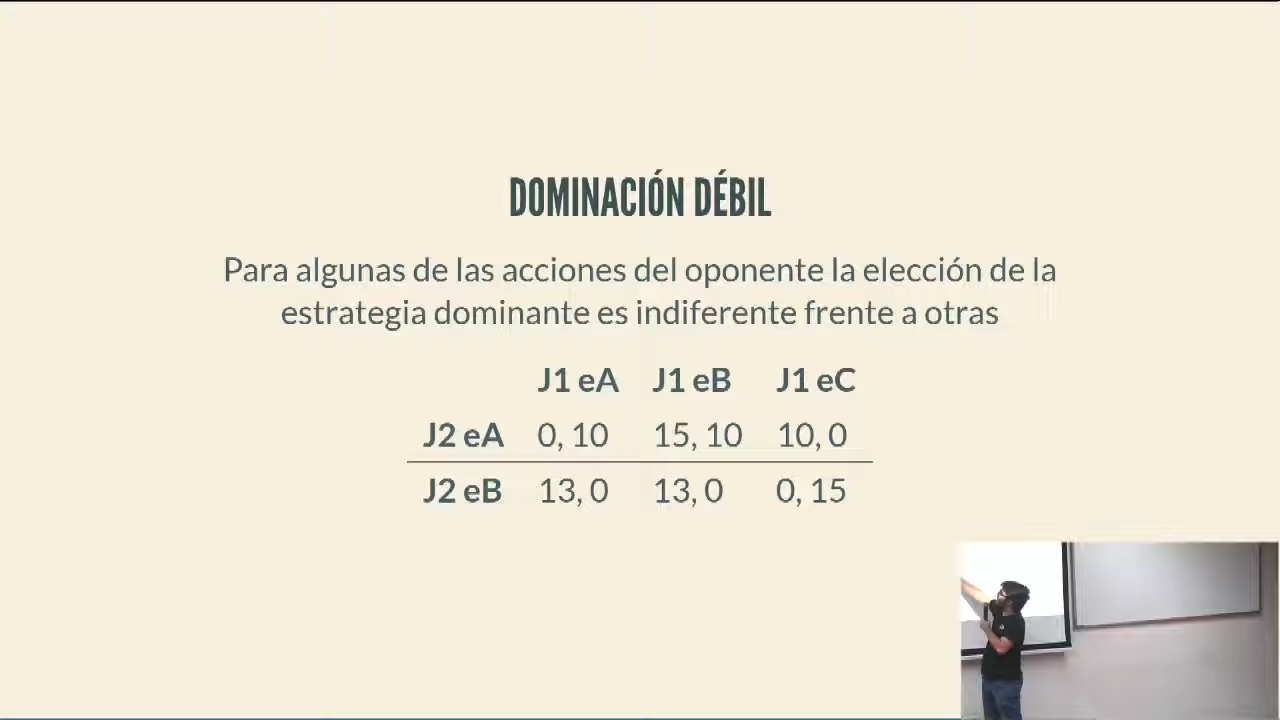 DOMINACIÓN DÉBIL
Para algunas de las acciones del oponente la elección de la
estrategia dominante es indiferente frente a otras
J1 eA J1 eB J1 eC
J2 eA 0, 10 15, 10 10, 0
J2 eB 13, 0 13, 0 0, 15